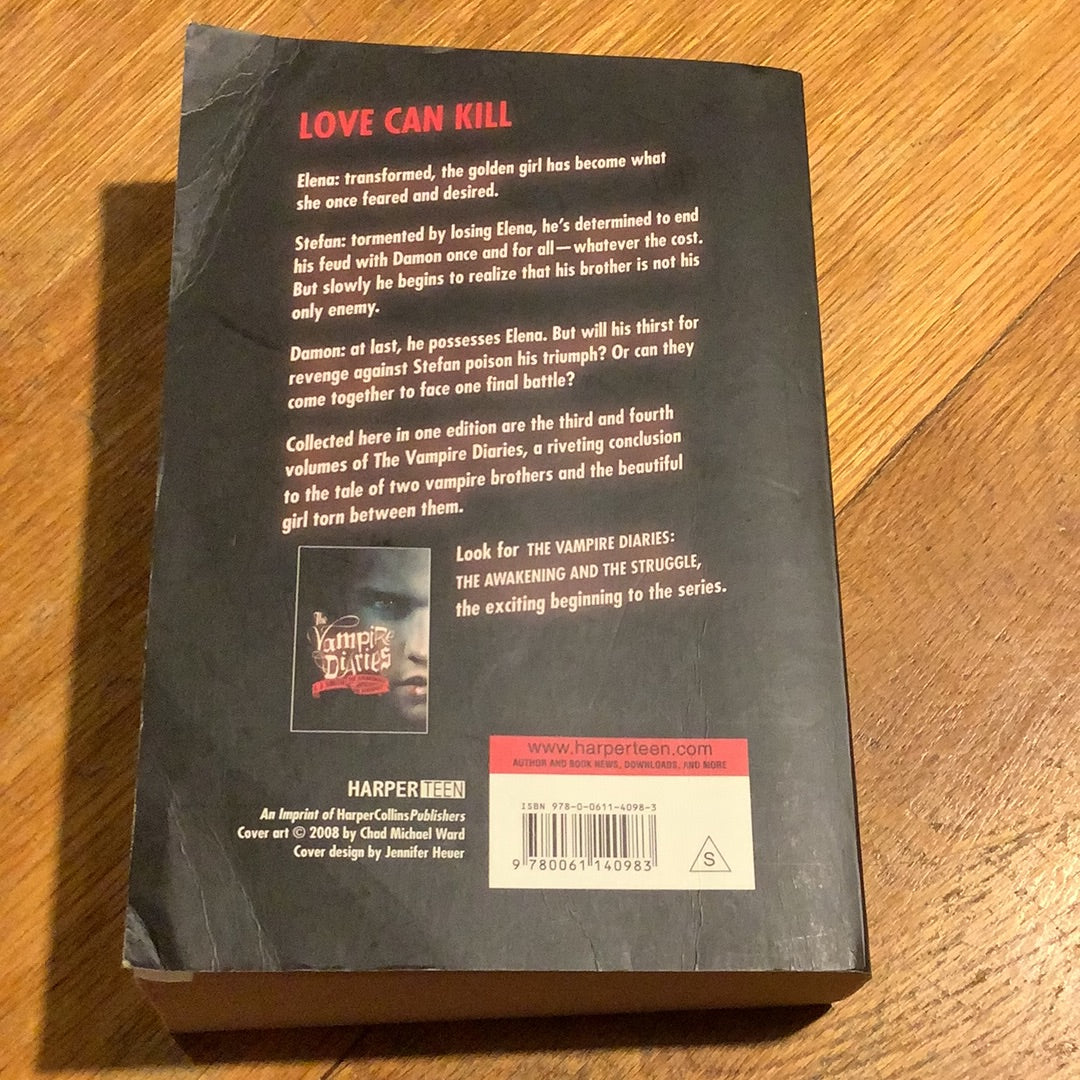 LOVE CAN KILL
Elena: transformed, the golden girl has become what
she once feared and desired.
Stefan: tormented by losing Elena, he's determined to end
his feud with Damon once and for all—whatever the cost.
But slowly he begins to realize that his brother is not his
only enemy.
Damon: at last, he possesses Elena. But will his thirst for
revenge against Stefan poison his triumph? Or can they
come together to face one final battle?
Collected here in one edition are the third and fourth
volumes of The Vampire Diaries, a riveting conclusion
to the tale of two vampire brothers and the beautiful
girl torn between them.
The
Vampire
Diaries
Look for THE VAMPIRE DIARIES:
THE AWAKENING AND THE STRUGGLE,
the exciting beginning to the series.
HARPER TEEN
An Imprint of HarperCollinsPublishers
Cover art © 2008 by Chad Michael Ward
Cover design by Jennifer Heuer
www.harperteen.com
AUTHOR AND BOOK NEWS, DOWNLOADS, AND MORE
ISBN 978-0-0611-4098-3
9 780061 140983
S